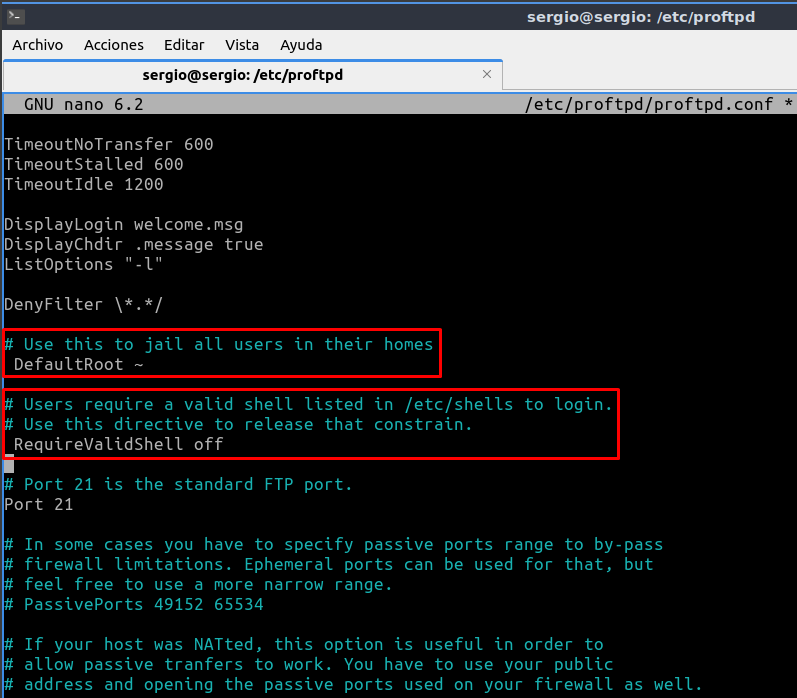 sergio@sergio: /etc/proftpd
Archivo Acciones Editar Vista Ayuda
sergio@sergio: /etc/proftpd ×
GNU nano 6.2 /etc/proftpd/proftpd.conf *
TimeoutNoTransfer 600
TimeoutStalled 600
TimeoutIdle 1200
DisplayLogin welcome.msg
DisplayChdir .message true
ListOptions "-l"
DenyFilter \*.*/
# Use this to jail all users in their homes
DefaultRoot ~
# Users require a valid shell listed in /etc/shells to login.
# Use this directive to release that constrain.
RequireValidShell off
# Port 21 is the standard FTP port.
Port 21
# In some cases you have to specify passive ports range to by-pass
# firewall limitations. Ephemeral ports can be used for that, but
# feel free to use a more narrow range.
# PassivePorts 49152 65534
# If your host was NATted, this option is useful in order to
# allow passive tranfers to work. You have to use your public
# address and opening the passive ports used on your firewall as well.